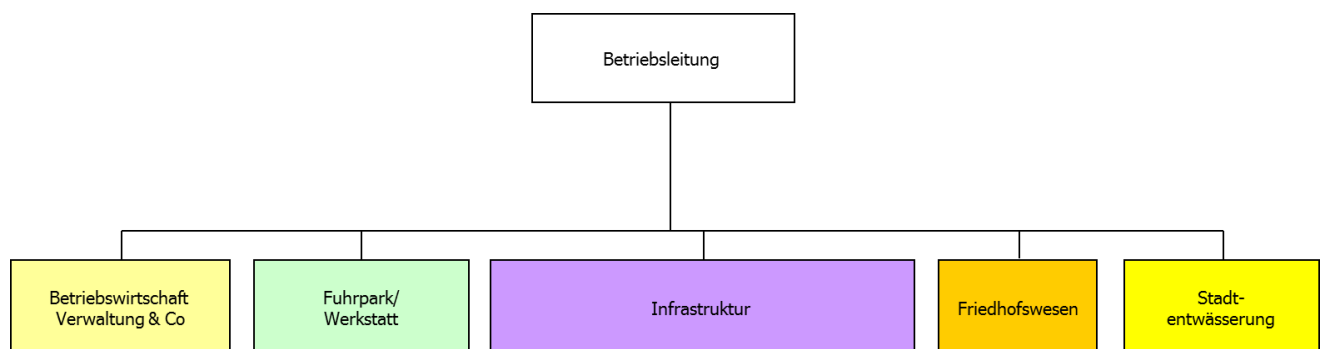 Betriebsleitung
Betriebswirtschaft
Verwaltung & Co
Fuhrpark/
Werkstatt
Infrastruktur
Friedhofswesen
Stadt-
entwässerung